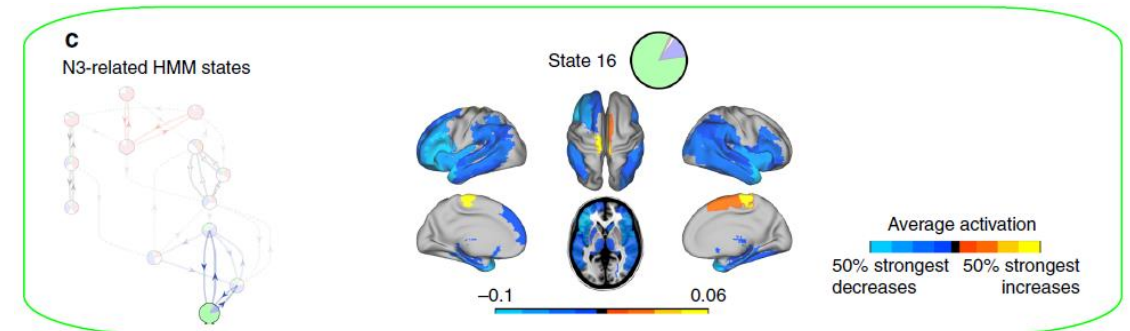 c
N3-related HMM states
State 16
Average activation
50% strongest decreases
50% strongest increases
–0.1
0.06